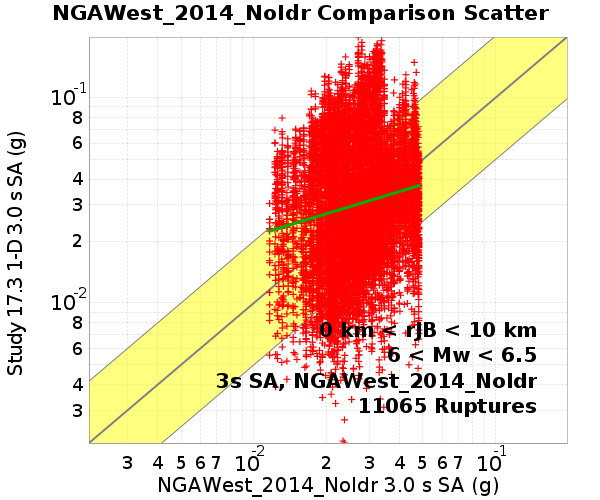 NGAWest_2014_NoIdr Comparison Scatter
Study 17.3 1-D 3.0 s SA (g)
10-1
8
6
4
3
2
10-2
8
6
4
3
0 km < rJB < 10 km
6 < Mw < 6.5
3s SA, NGAWest_2014_NoIdr
11065 Ruptures
3 4 5 6 7 10-2 2 3 4 5 6 7 10-1
NGAWest_2014_NoIdr 3.0 s SA (g)